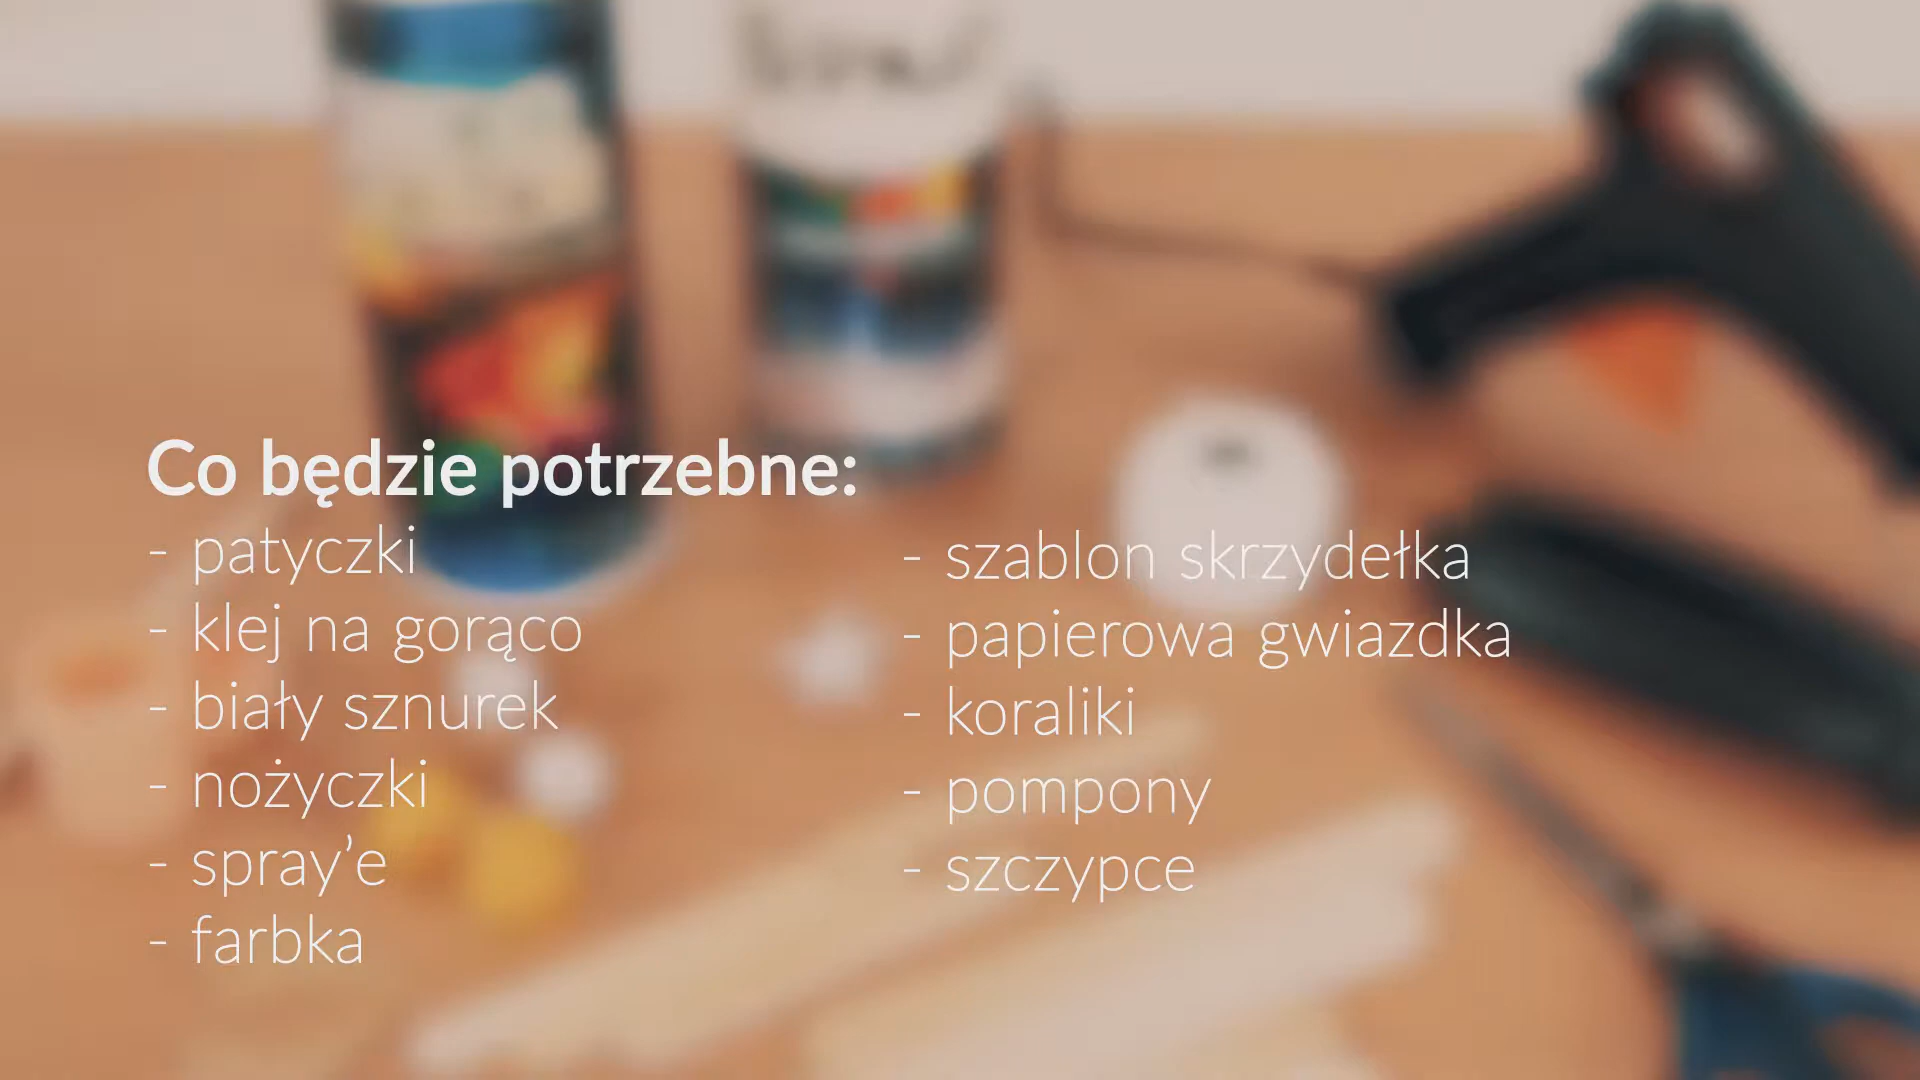 Co będzie potrzebne:
- patyczki
- klej na gorąco
- biały sznurek
- nożyczki
- spray’e
- farbka
- szablon skrzydełka
- papierowa gwiazdka
- koraliki
- pompony
- szczypce